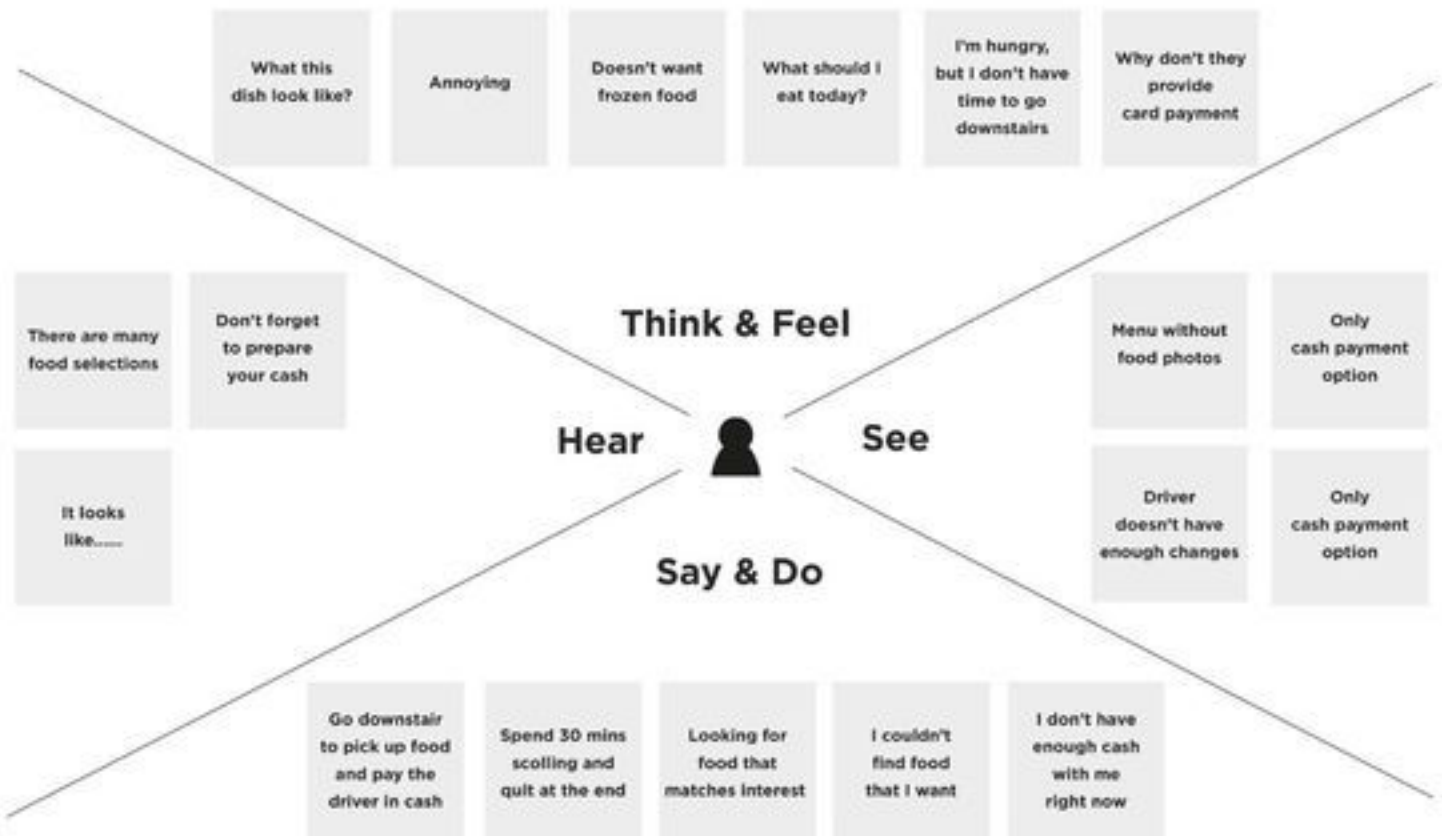 What this
dish look like?
Annoying
Doesn't want
frozen food
What should I
eat today?
I'm hungry,
but I don't have
time to go
downstairs
Why don't they
provide
card payment
Think & Feel
There are many
food selections
Don't forget
to prepare
your cash
It looks
like......
Hear
See
Menu without
food photos
Only
cash payment
option
Driver
doesn't have
enough changes
Only
cash payment
option
Say & Do
Go downstair
to pick up food
and pay the
driver in cash
Spend 30 mins
scolling and
quit at the end
Looking for
food that
matches interest
I couldn't
find food
that I want
I don't have
enough cash
with me
right now